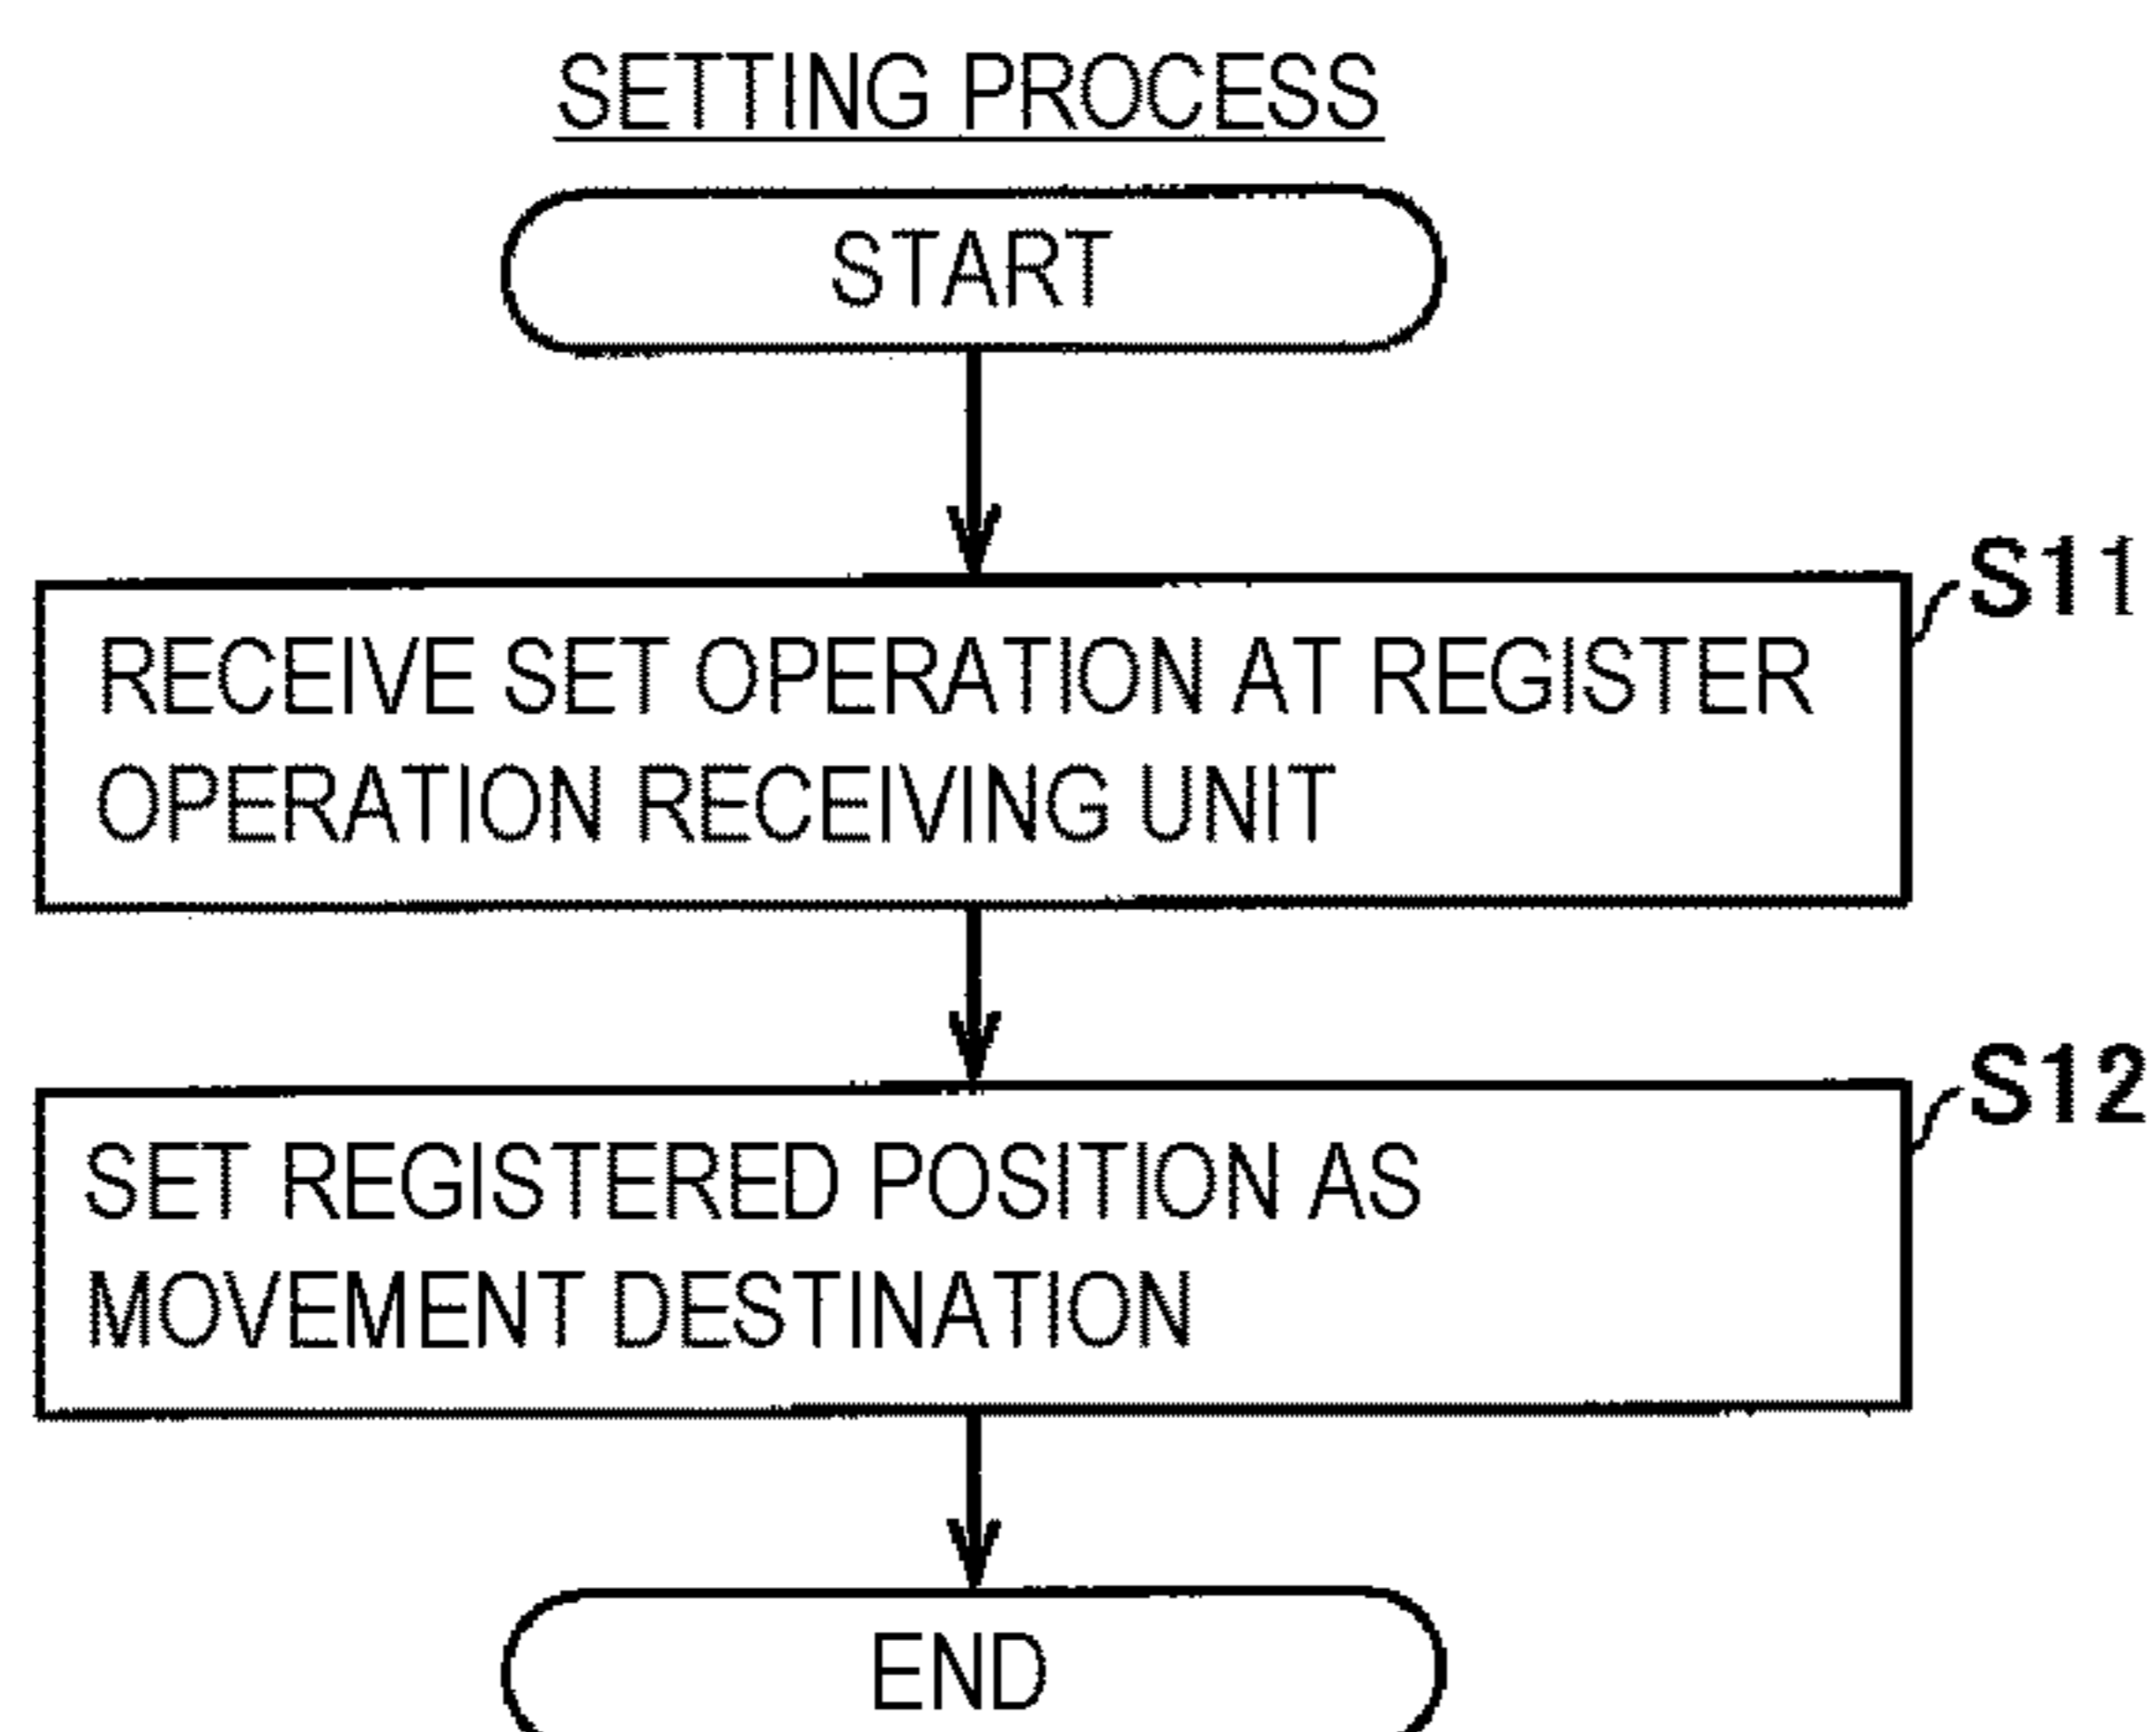 SETTING PROCESS
START
S11
RECEIVE SET OPERATION AT REGISTER
OPERATION RECEIVING UNIT
S12
SET REGISTERED POSITION AS
MOVEMENT DESTINATION
END